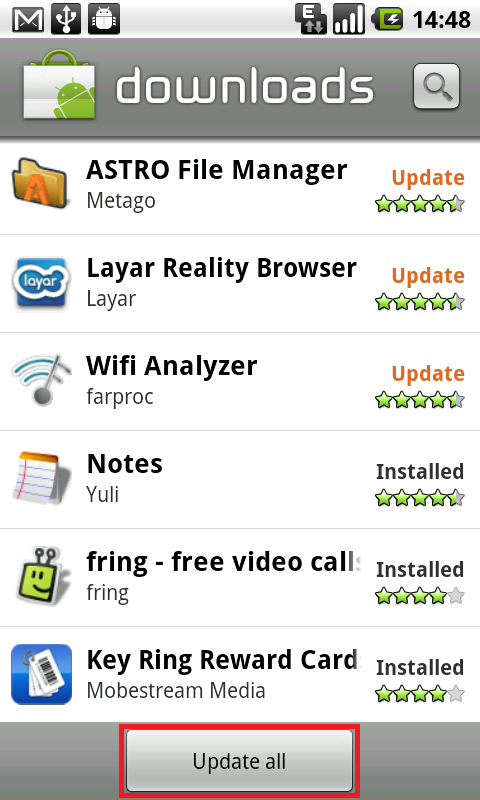 E 14:48
downloads
ASTRO File Manager
Update
Metago
Layar Reality Browser
Update
layar
Layar
Wifi Analyzer
Update
farproc
Notes
Installed
Yuli
fring - free video calls
Installed
fring
Key Ring Reward Card
Installed
Mobestream Media
Update all